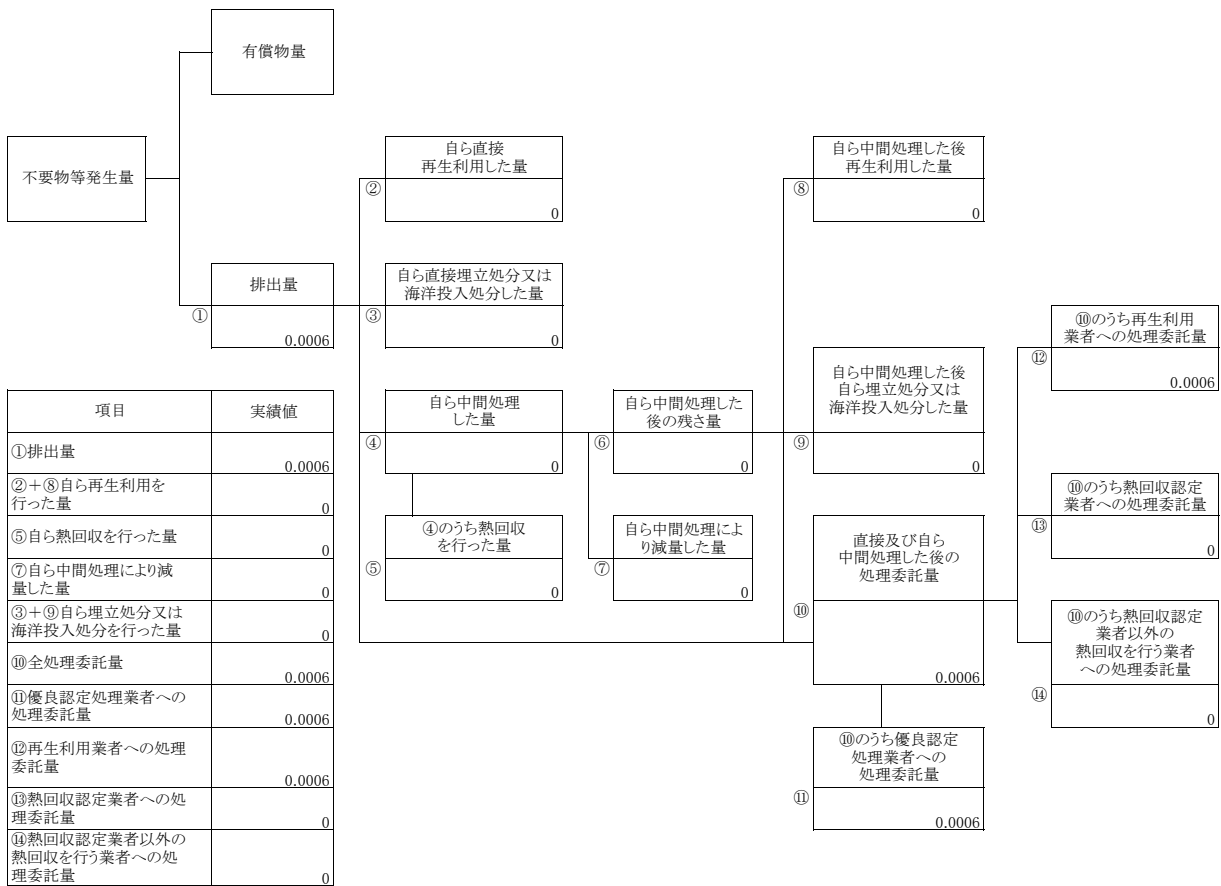 有償物量
不要物等発生量
自ら直接
再生利用した量
②
0
自ら中間処理した後
再生利用した量
⑧
0
排出量
①
0.0006
自ら直接埋立処分又は
海洋投入処分した量
③
0
⑩のうち再生利用
業者への処理委託量
⑫
0.0006
自ら中間処理
した量
④
0
自ら中間処理した
後の残さ量
⑥
0
自ら中間処理した後
自ら埋立処分又は
海洋投入処分した量
⑨
0
⑩のうち熱回収認定
業者への処理委託量
⑬
0
④のうち熱回収
を行った量
⑤
0
自ら中間処理によ
り減量した量
⑦
0
直接及び自ら
中間処理した後の
処理委託量
⑩
0.0006
⑩のうち熱回収認定
業者以外の
熱回収を行う業者
への処理委託量
⑭
0
⑩のうち優良認定
処理業者への
処理委託量
⑪
0.0006
項目 実績値
①排出量
0.0006
②＋⑧自ら再生利用を
行った量
0
⑤自ら熱回収を行った量
0
⑦自ら中間処理により減
量した量
0
③＋⑨自ら埋立処分又は
海洋投入処分を行った量
0
⑩全処理委託量
0.0006
⑪優良認定処理業者への
処理委託量
0.0006
⑫再生利用業者への処理
委託量
0.0006
⑬熱回収認定業者への処
理委託量
0
⑭熱回収認定業者以外の
熱回収を行う業者への処
理委託量
0